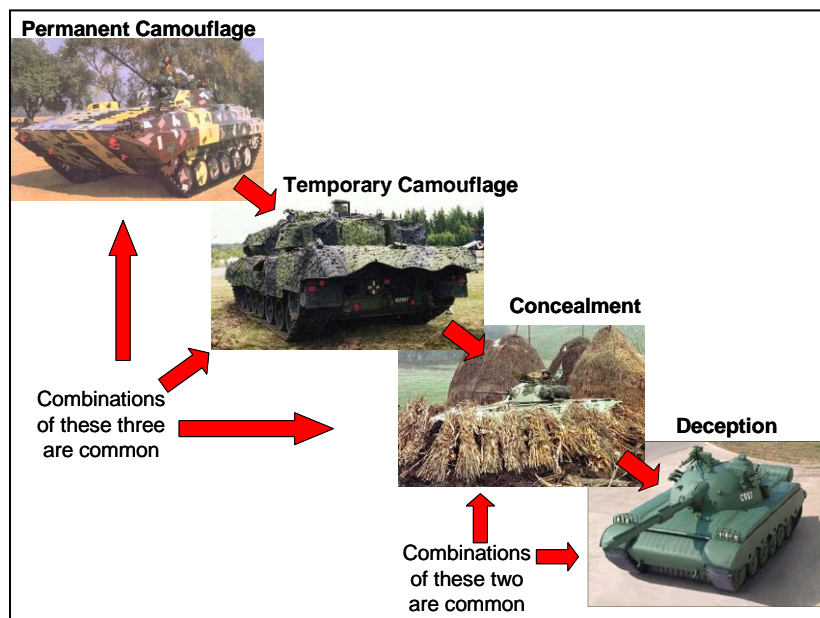 Permanent Camouflage
Temporary Camouflage
Concealment
Combinations
of these three
are common
Deception
Combinations
of these two
are common